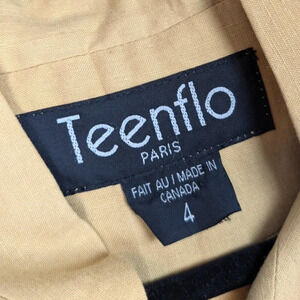 Teenflo
PARIS
FAIT AU / MADE IN
CANADA
4